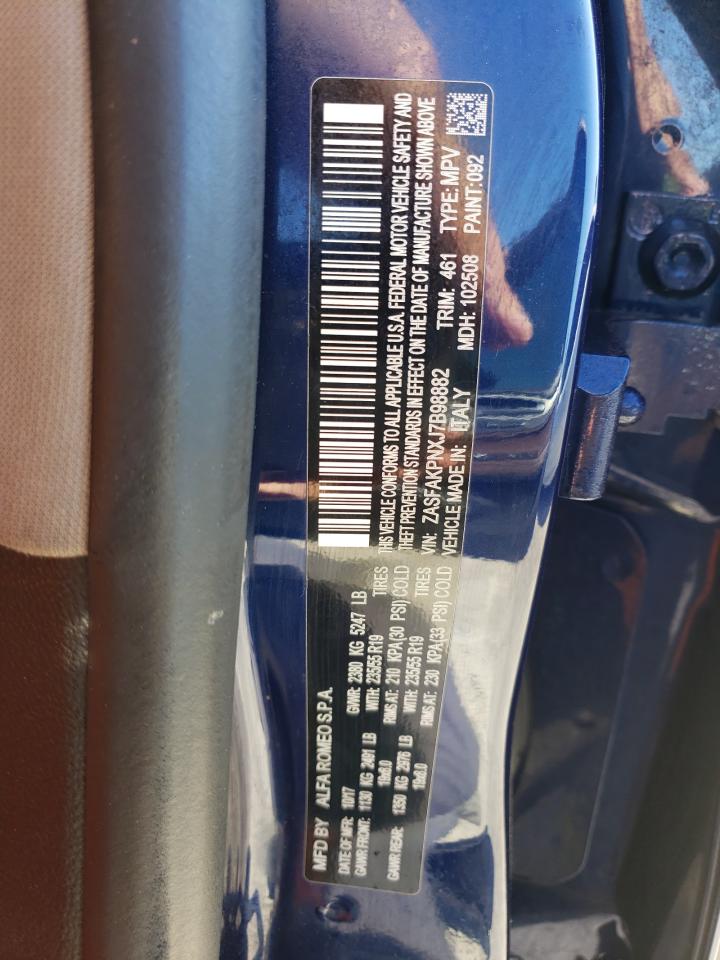 MFD BY ALFA ROMEO S.P.A.
DATE OF MFR: 10/17 GVWR: 2380 KG 5247 LB
GAWR FRONT: 1130 KG 2491 LB WITH: 235/55 R19 TIRES
19x8.0 RIMS AT: 210 KPA(30 PSI) COLD
GAWR REAR: 1350 KG 2976 LB WITH: 235/55 R19 TIRES
19x8.0 RIMS AT: 230 KPA(33 PSI) COLD
THIS VEHICLE CONFORMS TO ALL APPLICABLE U.S.A. FEDERAL MOTOR VEHICLE SAFETY AND
THEFT PREVENTION STANDARDS IN EFFECT ON THE DATE OF MANUFACTURE SHOWN ABOVE
VIN: ZASFAKPNXJ7B98882 TRIM: 461 TYPE: MPV
VEHICLE MADE IN: ITALY MDH: 102508 PAINT: 092